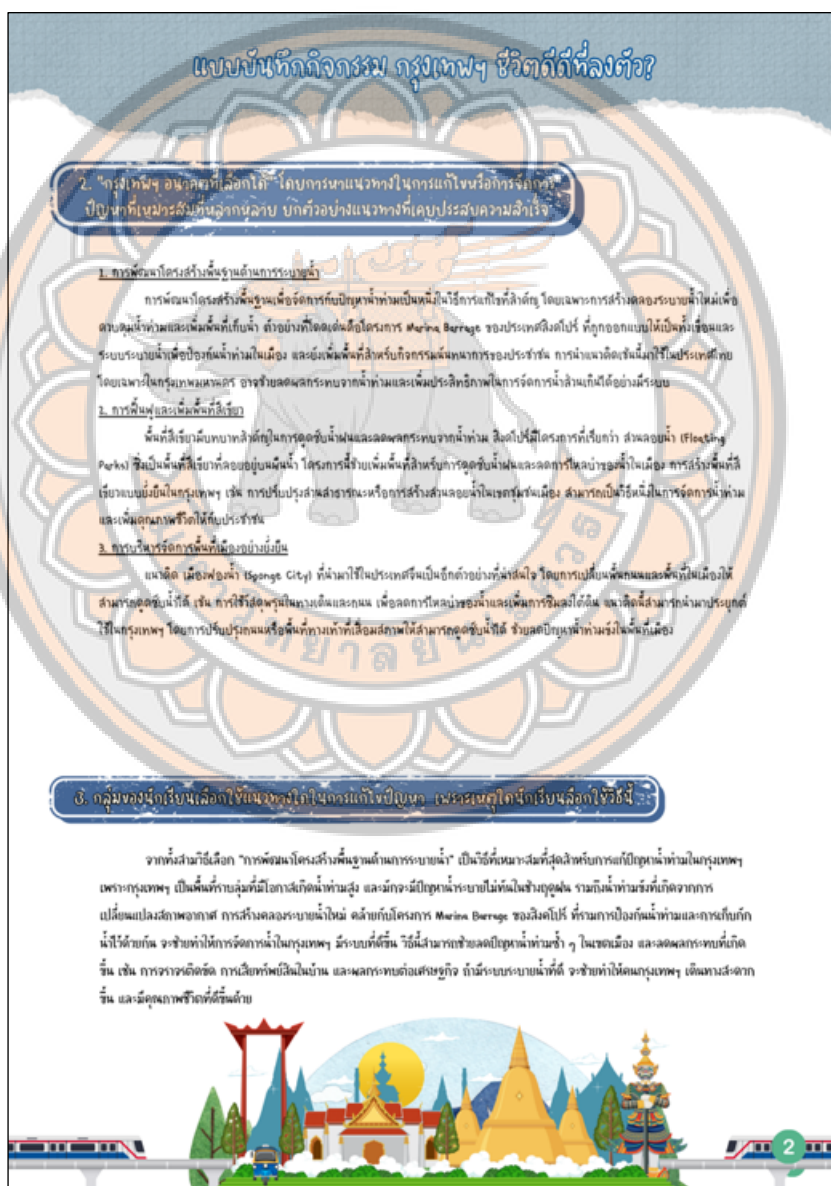 แบบบันทึกกิจกรรม กรุงเทพฯ ชีวิตดีดีที่ลงตัว?
2. "กรุงเทพฯ อนาคตที่เลือกได้" โดยการหาแนวทางในการแก้ไขหรือการจัดการ
ปัญหาที่เหมาะสมที่หลากหลาย ยกตัวอย่างแนวทางที่เคยประสบความสำเร็จ
1. การพัฒนาโครงสร้างพื้นฐานด้านการระบายน้ำ
การพัฒนาโครงสร้างพื้นฐานเพื่อจัดการกับปัญหาน้ำท่วมเป็นหนึ่งในวิธีการแก้ไขที่สำคัญ โดยเฉพาะการสร้างคลองระบายน้ำใหม่เพื่อ
ควบคุมน้ำท่วมและเพิ่มพื้นที่เก็บน้ำ ตัวอย่างที่โดดเด่นคือโครงการ Marina Barrage ของประเทศสิงคโปร์ ที่ถูกออกแบบให้เป็นทั้งเขื่อนและ
ระบบระบายน้ำเพื่อป้องกันน้ำท่วมในเมือง และยังเพิ่มพื้นที่สำหรับกิจกรรมนันทนาการของประชาชน การนำแนวคิดเช่นนี้มาใช้ในประเทศไทย
โดยเฉพาะในกรุงเทพมหานคร อาจช่วยลดผลกระทบจากน้ำท่วมและเพิ่มประสิทธิภาพในการจัดการน้ำส่วนเกินได้อย่างมีระบบ
2. การฟื้นฟูและเพิ่มพื้นที่สีเขียว
พื้นที่สีเขียวมีบทบาทสำคัญในการดูดซับน้ำฝนและลดผลกระทบจากน้ำท่วม สิงคโปร์มีโครงการที่เรียกว่า สวนลอยน้ำ (Floating
Parks) ซึ่งเป็นพื้นที่สีเขียวที่ลอยอยู่บนผืนน้ำ โครงการนี้ช่วยเพิ่มพื้นที่สำหรับการดูดซับน้ำฝนและลดการไหลบ่าของน้ำในเมือง การสร้างพื้นที่สี
เขียวแบบยั่งยืนในกรุงเทพฯ เช่น การปรับปรุงสวนสาธารณะหรือการสร้างสวนลอยน้ำในเขตชุมชนเมือง สามารถเป็นวิธีหนึ่งในการจัดการน้ำท่วม
และเพิ่มคุณภาพชีวิตให้กับประชาชน
3. การบริหารจัดการพื้นที่เมืองอย่างยั่งยืน
แนวคิด เมืองฟองน้ำ (Sponge City) ที่นำมาใช้ในประเทศจีนเป็นอีกตัวอย่างที่น่าสนใจ โดยการเปลี่ยนพื้นถนนและพื้นที่ในเมืองให้
สามารถดูดซับน้ำได้ เช่น การใช้วัสดุพรุนในทางเดินและถนน เพื่อลดการไหลบ่าของน้ำและเพิ่มการซึมลงใต้ดิน แนวคิดนี้สามารถนำมาประยุกต์
ใช้ในกรุงเทพฯ โดยการปรับปรุงถนนหรือพื้นที่ทางเท้าที่เสื่อมสภาพให้สามารถดูดซับน้ำได้ ช่วยลดปัญหาน้ำท่วมขังในพื้นที่เมือง
3. กลุ่มของนักเรียนเลือกใช้แนวทางใดในการแก้ไขปัญหา เพราะเหตุใดนักเรียนเลือกใช้วิธีนี้
จากทั้งสามวิธีเลือก "การพัฒนาโครงสร้างพื้นฐานด้านการระบายน้ำ" เป็นวิธีที่เหมาะสมที่สุดสำหรับการแก้ปัญหาน้ำท่วมในกรุงเทพฯ
เพราะกรุงเทพฯ เป็นพื้นที่ราบลุ่มที่มีโอกาสเกิดน้ำท่วมสูง และมักจะมีปัญหาน้ำระบายไม่ทันในช่วงฤดูฝน รวมถึงน้ำท่วมขังที่เกิดจากการ
เปลี่ยนแปลงสภาพอากาศ การสร้างคลองระบายน้ำใหม่ คล้ายกับโครงการ Marina Barrage ของสิงคโปร์ ที่รวมการป้องกันน้ำท่วมและการเก็บกัก
น้ำไว้ด้วยกัน จะช่วยทำให้การจัดการน้ำในกรุงเทพฯ มีระบบที่ดีขึ้น วิธีนี้สามารถช่วยลดปัญหาน้ำท่วมซ้ำ ๆ ในเขตเมือง และลดผลกระทบที่เกิด
ขึ้น เช่น การจราจรติดขัด การเสียทรัพย์สินในบ้าน และผลกระทบต่อเศรษฐกิจ ถ้ามีระบบระบายน้ำที่ดี จะช่วยทำให้คนกรุงเทพฯ เดินทางสะดวก
ขึ้น และมีคุณภาพชีวิตที่ดีขึ้นด้วย
2